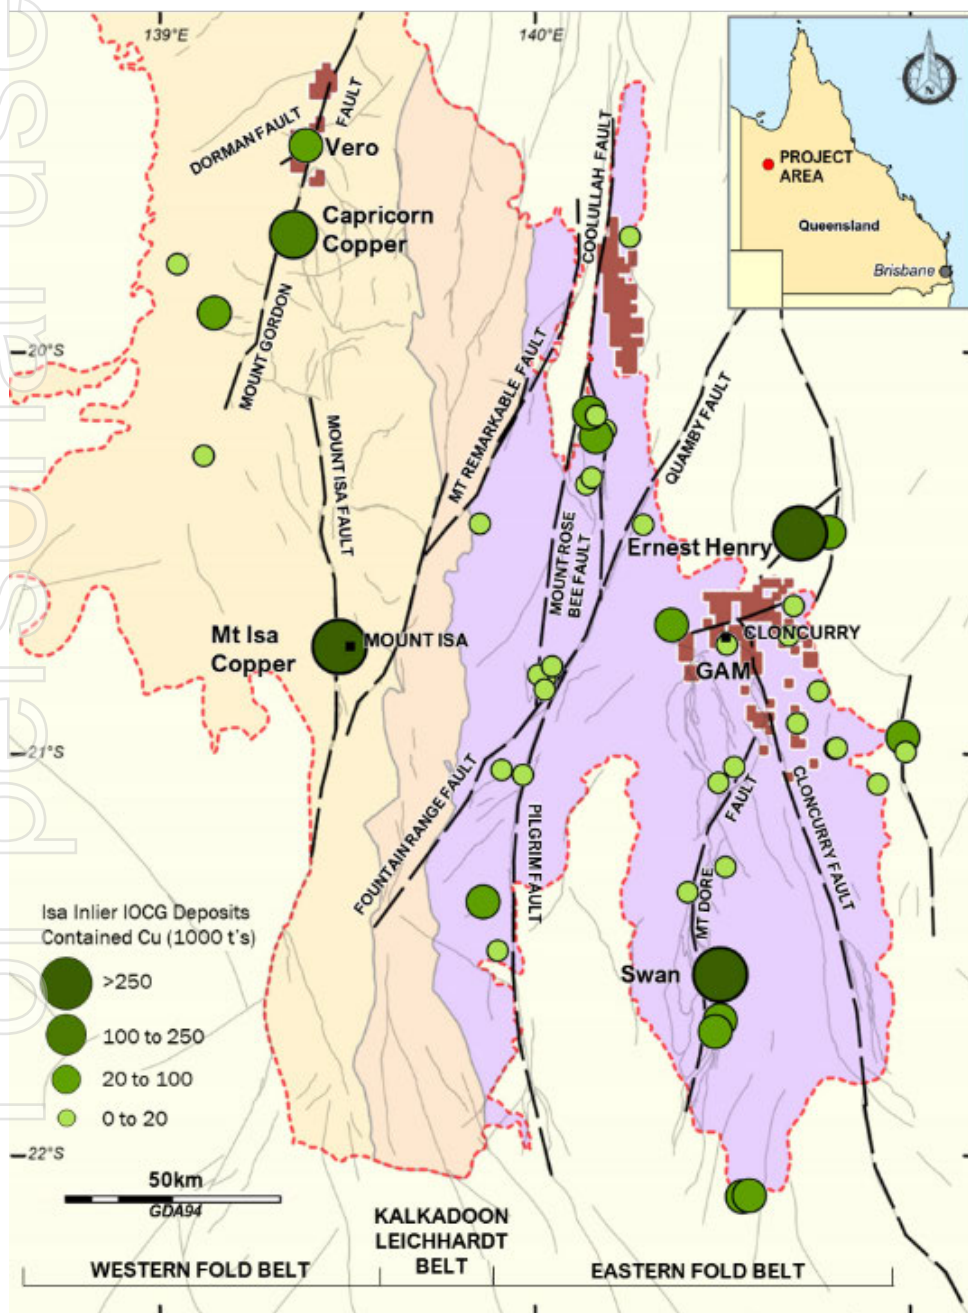 For personal use
139°E
140°E
DORMAN FAULT
FAULT
Vero
Capricorn
Copper
COOLULLAH FAULT
PROJECT
AREA
Queensland
Brisbane
N
20°S
MOUNT GORDON
MT REMARKABLE FAULT
MOUNT ISA FAULT
QUAMBY FAULT
MOUNT ROSE
BEE FAULT
Ernest Henry
Mt Isa
Copper
MOUNT ISA
CLONCURRY
GAM
21°S
FOUNTAIN RANGE FAULT
PILGRIM FAULT
FAULT
MT DORE
CLONCURRY FAULT
Swan
Isa Inlier IOCG Deposits
Contained Cu (1000 t's)
>250
100 to 250
20 to 100
0 to 20
22°S
50km
GDA94
WESTERN FOLD BELT
KALKADOON
LEICHHARDT
BELT
EASTERN FOLD BELT